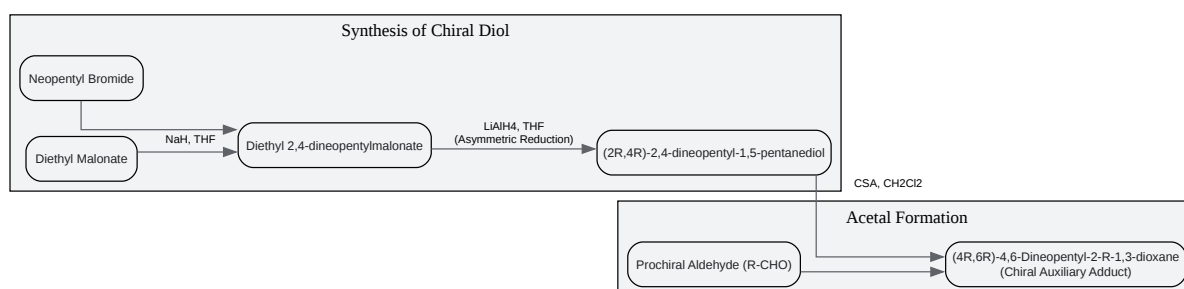 Synthesis of Chiral Diol
Neopentyl Bromide
NaH, THF
Diethyl Malonate
Diethyl 2,4-dineopentylmalonate
LiAlH4, THF
(Asymmetric Reduction)
(2R,4R)-2,4-dineopentyl-1,5-pentanediol
CSA, CH2Cl2
Acetal Formation
Prochiral Aldehyde (R-CHO)
(4R,6R)-4,6-Dineopentyl-2-R-1,3-dioxane
(Chiral Auxiliary Adduct)